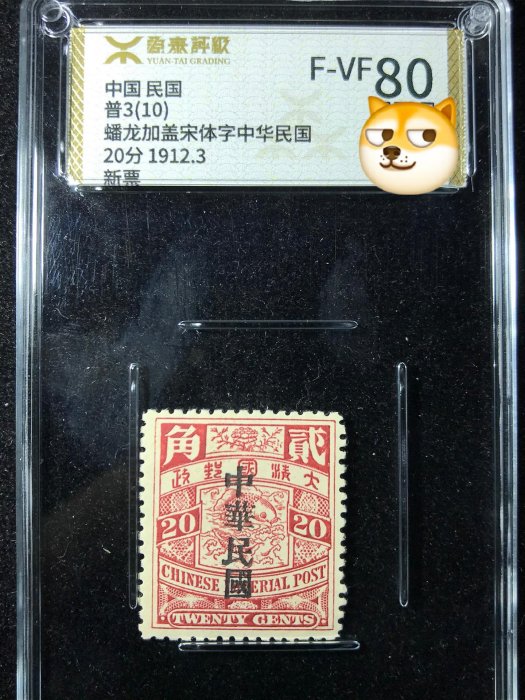 源泰評級
YUAN-TAI GRADING
F-VF 80
中国 民国
普3(10)
蟠龙加盖宋体字中华民国
20分 1912.3
新票
角 貳
政郵國清大
中華民國
20 20
CHINESE IMPERIAL POST
TWENTY CENTS